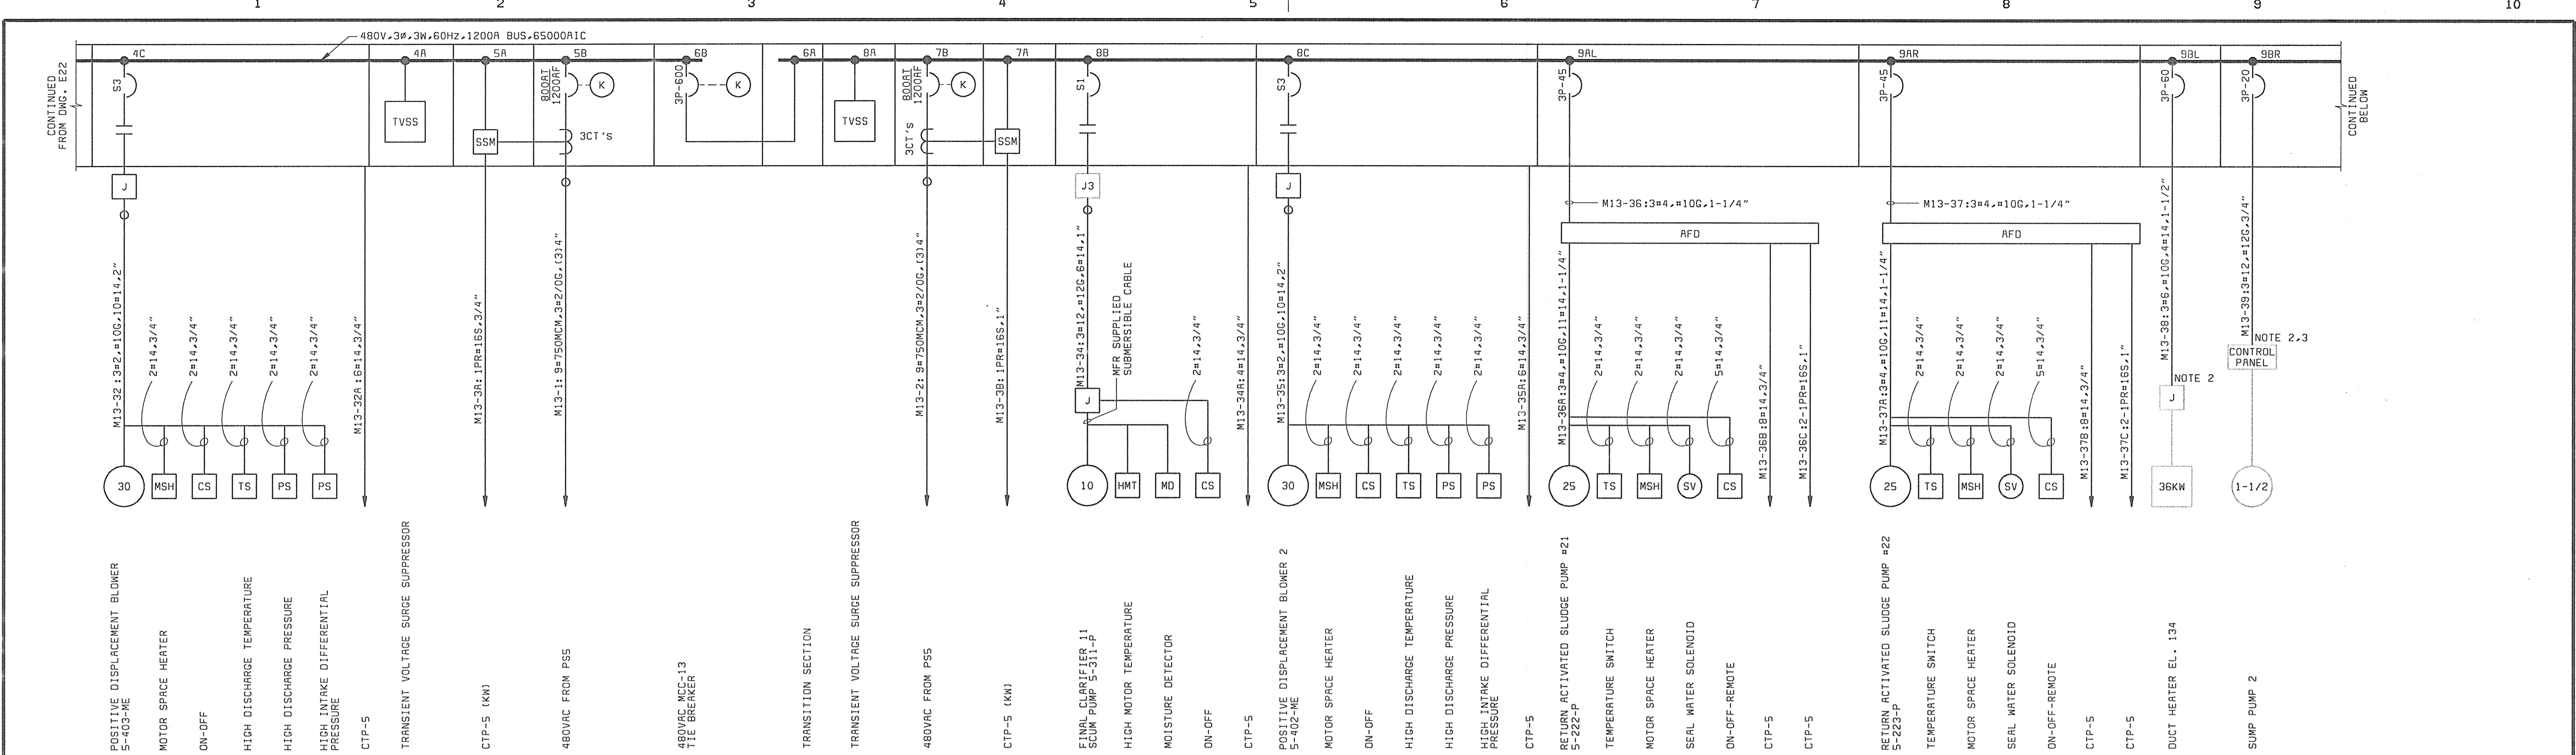 1 2 3 4 5 6 7 8 9 10
480V,3Ø,3W,60Hz,1200A BUS,65000AIC
4C 4A 5A 5B 6B 6A 8A 7B 7A 8B 8C 9AL 9AR 9BL 9BR
CONTINUED
FROM DWG. E22
S3
TVSS
SSM
800AT
1200AF
K
3CT's
3P-600
K
TVSS
800AT
1200AF
K
3CT's
SSM
S1
S3
3P-45
3P-45
3P-60
3P-20
CONTINUED
BELOW
J
J3
J
M13-36:3#4,#10G,1-1/4"
AFD
M13-37:3#4,#10G,1-1/4"
AFD
M13-32:3#2,#10G,10#14,2"
2#14,3/4"
2#14,3/4"
2#14,3/4"
2#14,3/4"
2#14,3/4"
M13-32A:6#14,3/4"
M13-3A:1PR#16S,3/4"
M13-1:9#750MCM,3#2/0G,(3)4"
M13-2:9#750MCM,3#2/0G,(3)4"
M13-3B:1PR#16S,1"
M13-34:3#12,#12G,6#14,1"
MFR SUPPLIED
SUBMERSIBLE CABLE
J
2#14,3/4"
M13-34A:4#14,3/4"
M13-35:3#2,#10G,10#14,2"
2#14,3/4"
2#14,3/4"
2#14,3/4"
2#14,3/4"
2#14,3/4"
M13-35A:6#14,3/4"
M13-36A:3#4,#10G,11#14,1-1/4"
2#14,3/4"
2#14,3/4"
2#14,3/4"
5#14,3/4"
M13-36B:8#14,3/4"
M13-36C:2-1PR#16S,1"
M13-37A:3#4,#10G,11#14,1-1/4"
2#14,3/4"
2#14,3/4"
2#14,3/4"
5#14,3/4"
M13-37B:8#14,3/4"
M13-37C:2-1PR#16S,1"
M13-38:3#6,#10G,4#14,1-1/2"
NOTE 2
J
M13-39:3#12,#12G,3/4"
NOTE 2,3
CONTROL
PANEL
30 MSH CS TS PS PS
10 HMT MD CS
30 MSH CS TS PS PS
25 TS MSH SV CS
25 TS MSH SV CS
36KW
1-1/2
POSITIVE DISPLACEMENT BLOWER
5-403-ME
MOTOR SPACE HEATER
ON-OFF
HIGH DISCHARGE TEMPERATURE
HIGH DISCHARGE PRESSURE
HIGH INTAKE DIFFERENTIAL
PRESSURE
CTP-5
TRANSIENT VOLTAGE SURGE SUPPRESSOR
CTP-5 (KW)
480VAC FROM PS5
480VAC MCC-13
TIE BREAKER
TRANSITION SECTION
TRANSIENT VOLTAGE SURGE SUPPRESSOR
480VAC FROM PS5
CTP-5 (KW)
FINAL CLARIFIER 11
SCUM PUMP 5-311-P
HIGH MOTOR TEMPERATURE
MOISTURE DETECTOR
ON-OFF
CTP-5
POSITIVE DISPLACEMENT BLOWER 2
5-402-ME
MOTOR SPACE HEATER
ON-OFF
HIGH DISCHARGE TEMPERATURE
HIGH DISCHARGE PRESSURE
HIGH INTAKE DIFFERENTIAL
PRESSURE
CTP-5
RETURN ACTIVATED SLUDGE PUMP #21
5-222-P
TEMPERATURE SWITCH
MOTOR SPACE HEATER
SEAL WATER SOLENOID
ON-OFF-REMOTE
CTP-5
CTP-5
RETURN ACTIVATED SLUDGE PUMP #22
5-223-P
TEMPERATURE SWITCH
MOTOR SPACE HEATER
SEAL WATER SOLENOID
ON-OFF-REMOTE
CTP-5
CTP-5
DUCT HEATER EL. 134
SUMP PUMP 2